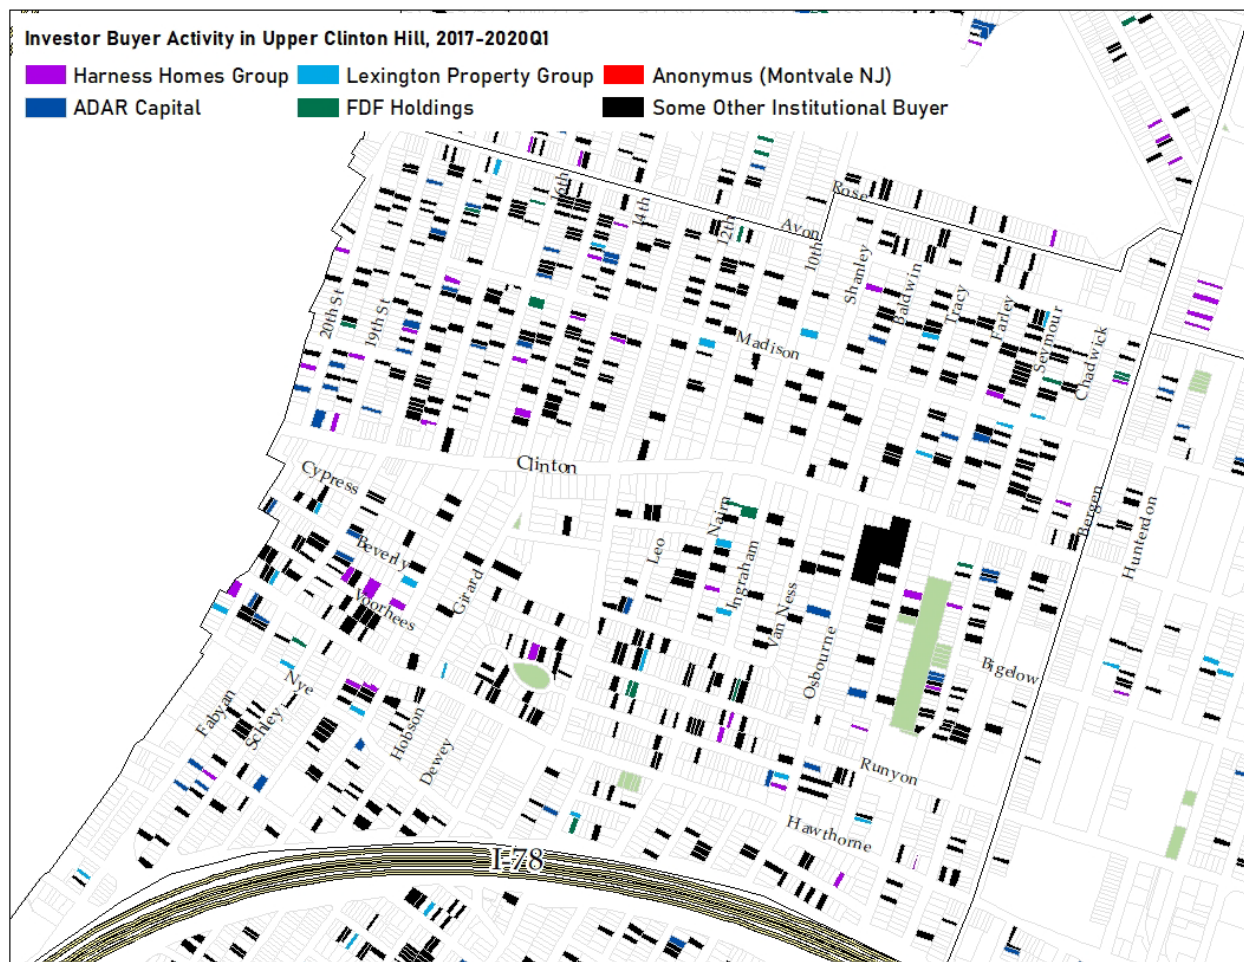 Investor Buyer Activity in Upper Clinton Hill, 2017-2020Q1
Harness Homes Group
Lexington Property Group
Anonymus (Montvale NJ)
ADAR Capital
FDF Holdings
Some Other Institutional Buyer
16th
14th
12th
Rose
Avon
10th
Shanley
Baldwin
Tracy
Farley
Seymour
Chadwick
20th St
19th St
Madison
Clinton
Cypress
Beverly
Voorhees
Girard
Leo
Nairn
Ingraham
Van Ness
Osbourne
Bergen
Hunterdon
Bigelow
Nye
Fabyan
Schley
Hobson
Dewey
Runyon
Hawthorne
I-78